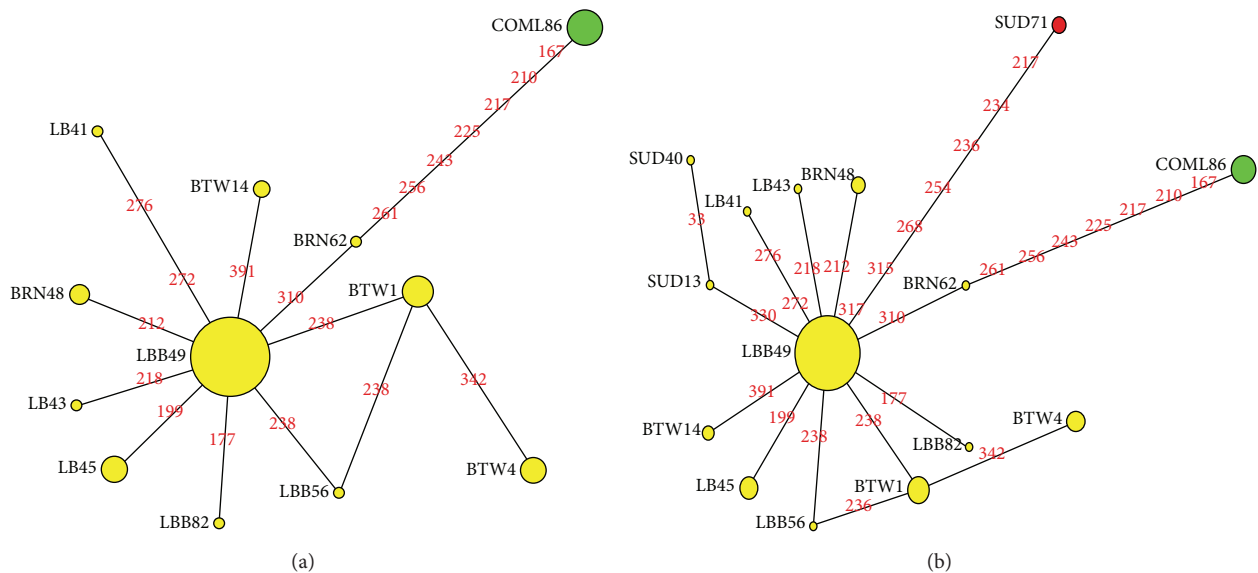 COML86
167
210
217
225
243
256
261
LB41
276
272
BTW14
391
BRN62
310
BTW1
238
BRN48
212
LBB49
218
LB43
199
LB45
177
LBB82
238
LBB56
238
342
BTW4
(a)
SUD71
217
234
236
254
268
315
317
SUD40
33
SUD13
330
LB41
276
272
LB43
218
BRN48
212
COML86
167
210
217
225
243
256
261
BRN62
310
LBB49
391
BTW14
199
LB45
238
LBB56
238
BTW1
236
177
LBB82
342
BTW4
(b)